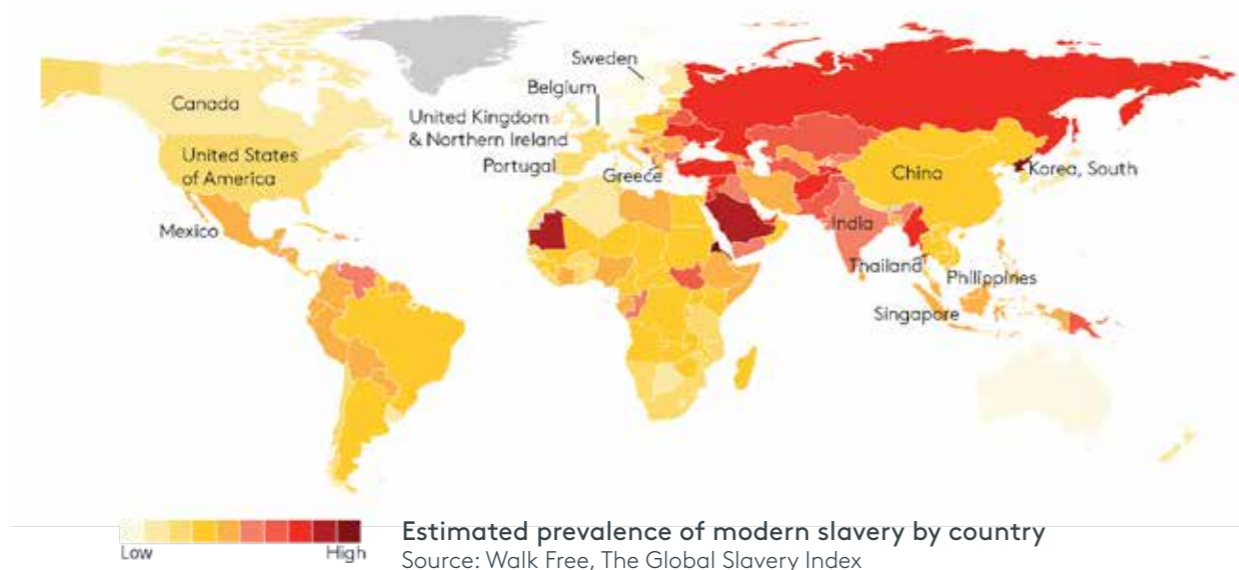 Sweden
Belgium
Canada
United Kingdom
& Northern Ireland
United States
of America
Portugal
Greece
China
Korea, South
Mexico
India
Thailand
Philippines
Singapore
Low
High
Estimated prevalence of modern slavery by country
Source: Walk Free, The Global Slavery Index